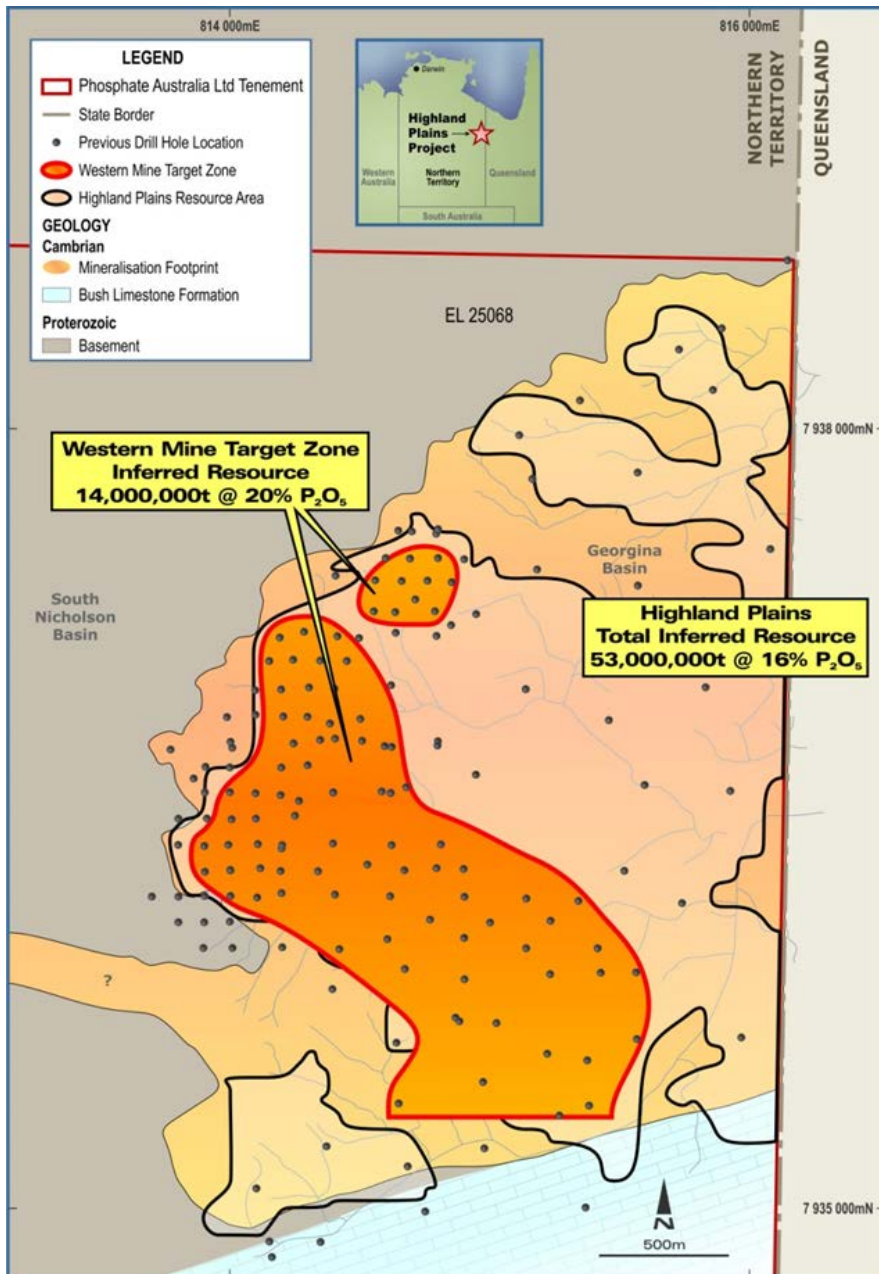 814 000mE
816 000mE
LEGEND
Phosphate Australia Ltd Tenement
State Border
Previous Drill Hole Location
Western Mine Target Zone
Highland Plains Resource Area
GEOLOGY
Cambrian
Mineralisation Footprint
Bush Limestone Formation
Proterozoic
Basement
Darwin
Highland
Plains
Project
Western
Australia
Northern
Territory
Queensland
South Australia
NORTHERN
TERRITORY
QUEENSLAND
EL 25068
7 938 000mN
Western Mine Target Zone
Inferred Resource
14,000,000t @ 20% P₂O₅
Georgina
Basin
South
Nicholson
Basin
Highland Plains
Total Inferred Resource
53,000,000t @ 16% P₂O₅
?
N
500m
7 935 000mN